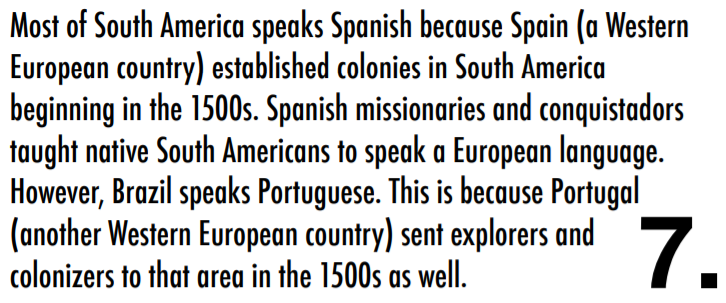 Most of South America speaks Spanish because Spain (a Western
European country) established colonies in South America
beginning in the 1500s. Spanish missionaries and conquistadors
taught native South Americans to speak a European language.
However, Brazil speaks Portuguese. This is because Portugal
(another Western European country) sent explorers and
colonizers to that area in the 1500s as well.
7.